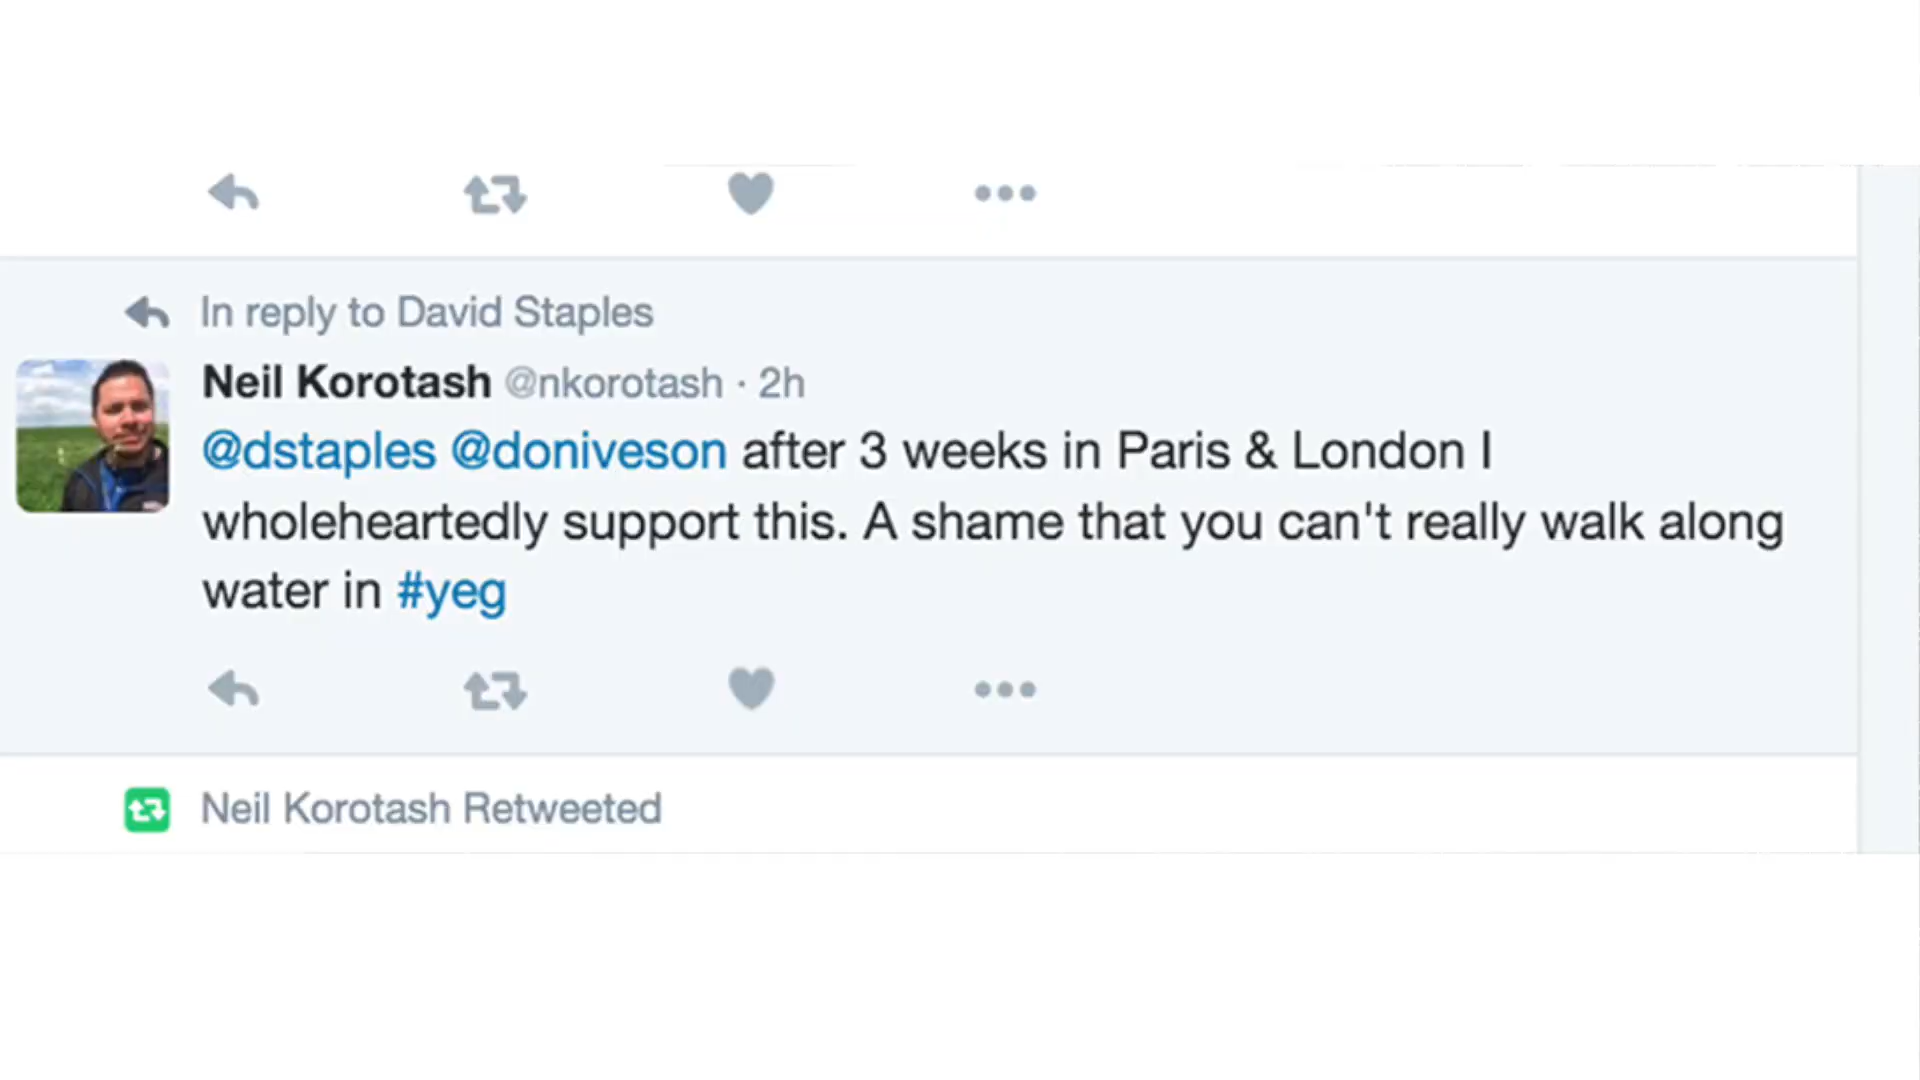 In reply to David Staples
Neil Korotash @nkorotash · 2h
@dstaples @doniveson after 3 weeks in Paris & London I
wholeheartedly support this. A shame that you can't really walk along
water in #yeg
Neil Korotash Retweeted